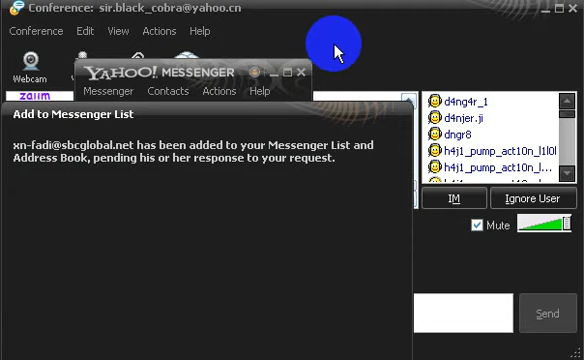 Conference: sir.black_cobra@yahoo.cn
Conference Edit View Actions Help
Webcam
YAHOO! MESSENGER
Messenger Contacts Actions Help
zalim
Add to Messenger List
xn-fadi@sbcglobal.net has been added to your Messenger List and
Address Book, pending his or her response to your request.
d4ng4r_1
d4njer.ji
dngr8
h4j1_pump_act10n_l1l0l
h4j1_pump_act10n_l...
IM
Ignore User
Mute
Send